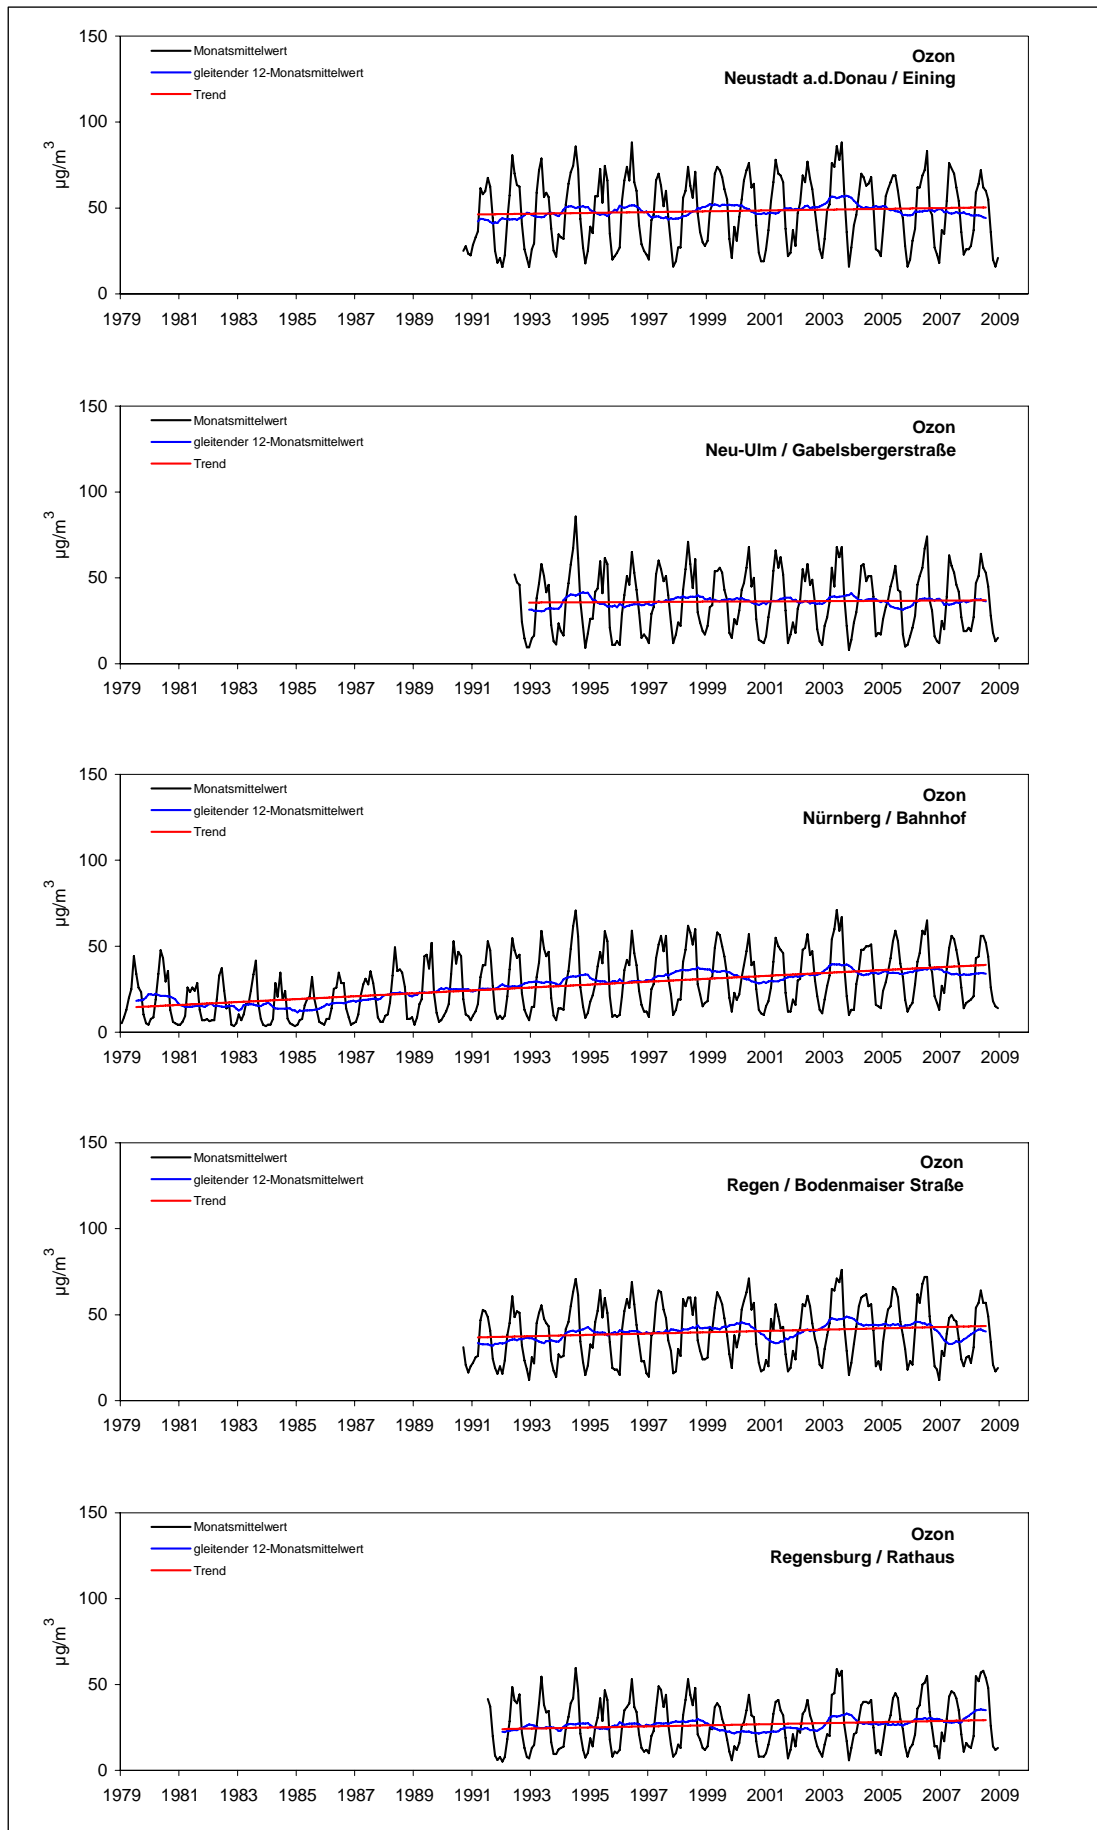 Ozon
Neustadt a.d.Donau / Eining
Monatsmittelwert
gleitender 12-Monatsmittelwert
Trend
µg/m³
150
100
50
0
1979 1981 1983 1985 1987 1989 1991 1993 1995 1997 1999 2001 2003 2005 2007 2009
Ozon
Neu-Ulm / Gabelsbergerstraße
Monatsmittelwert
gleitender 12-Monatsmittelwert
Trend
µg/m³
150
100
50
0
1979 1981 1983 1985 1987 1989 1991 1993 1995 1997 1999 2001 2003 2005 2007 2009
Ozon
Nürnberg / Bahnhof
Monatsmittelwert
gleitender 12-Monatsmittelwert
Trend
µg/m³
150
100
50
0
1979 1981 1983 1985 1987 1989 1991 1993 1995 1997 1999 2001 2003 2005 2007 2009
Ozon
Regen / Bodenmaiser Straße
Monatsmittelwert
gleitender 12-Monatsmittelwert
Trend
µg/m³
150
100
50
0
1979 1981 1983 1985 1987 1989 1991 1993 1995 1997 1999 2001 2003 2005 2007 2009
Ozon
Regensburg / Rathaus
Monatsmittelwert
gleitender 12-Monatsmittelwert
Trend
µg/m³
150
100
50
0
1979 1981 1983 1985 1987 1989 1991 1993 1995 1997 1999 2001 2003 2005 2007 2009